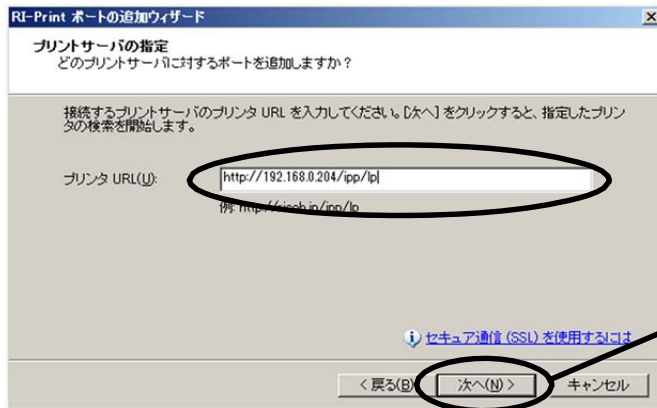 RI-Print ポートの追加ウィザード
プリントサーバの指定
どのプリントサーバに対するポートを追加しますか？
接続するプリントサーバのプリンタ URL を入力してください。[次へ] をクリックすると、指定したプリン
タの検索を開始します。
プリンタ URL(U):
http://192.168.0.204/ipp/lp
例: http://ricoh.jp/ipp/lp
セキュア通信 (SSL) を使用するには
< 戻る(B)
次へ(N) >
キャンセル